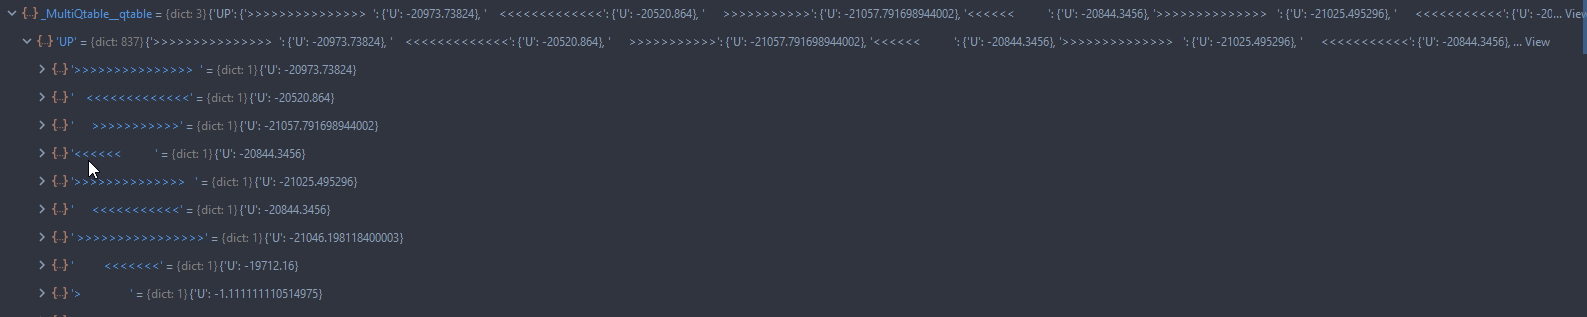 _MultiQtable__qtable = {dict: 3} {'UP': {'>>>>>>>>>>>>>>> ': {'U': -20973.73824}, ' <<<<<<<<<<<<<': {'U': -20520.864}, ' >>>>>>>>>>>': {'U': -21057.791698944002}, '<<<<<< ': {'U': -20844.3456}, '>>>>>>>>>>>>>> ': {'U': -21025.495296}, ' <<<<<<<<<<<': {'U': -20... View
'UP' = {dict: 837} {'>>>>>>>>>>>>>>> ': {'U': -20973.73824}, ' <<<<<<<<<<<<<': {'U': -20520.864}, ' >>>>>>>>>>>': {'U': -21057.791698944002}, '<<<<<< ': {'U': -20844.3456}, '>>>>>>>>>>>>>> ': {'U': -21025.495296}, ' <<<<<<<<<<<': {'U': -20844.3456}, ... View
{..} '>>>>>>>>>>>>>>> ' = {dict: 1} {'U': -20973.73824}
{..} ' <<<<<<<<<<<<<' = {dict: 1} {'U': -20520.864}
{..} ' >>>>>>>>>>>' = {dict: 1} {'U': -21057.791698944002}
{..} '<<<<<< ' = {dict: 1} {'U': -20844.3456}
{..} '>>>>>>>>>>>>>> ' = {dict: 1} {'U': -21025.495296}
{..} ' <<<<<<<<<<<' = {dict: 1} {'U': -20844.3456}
{..} ' >>>>>>>>>>>>>>>>' = {dict: 1} {'U': -21046.198118400003}
{..} ' <<<<<<<' = {dict: 1} {'U': -19712.16}
{..} '> ' = {dict: 1} {'U': -1.111111110514975}